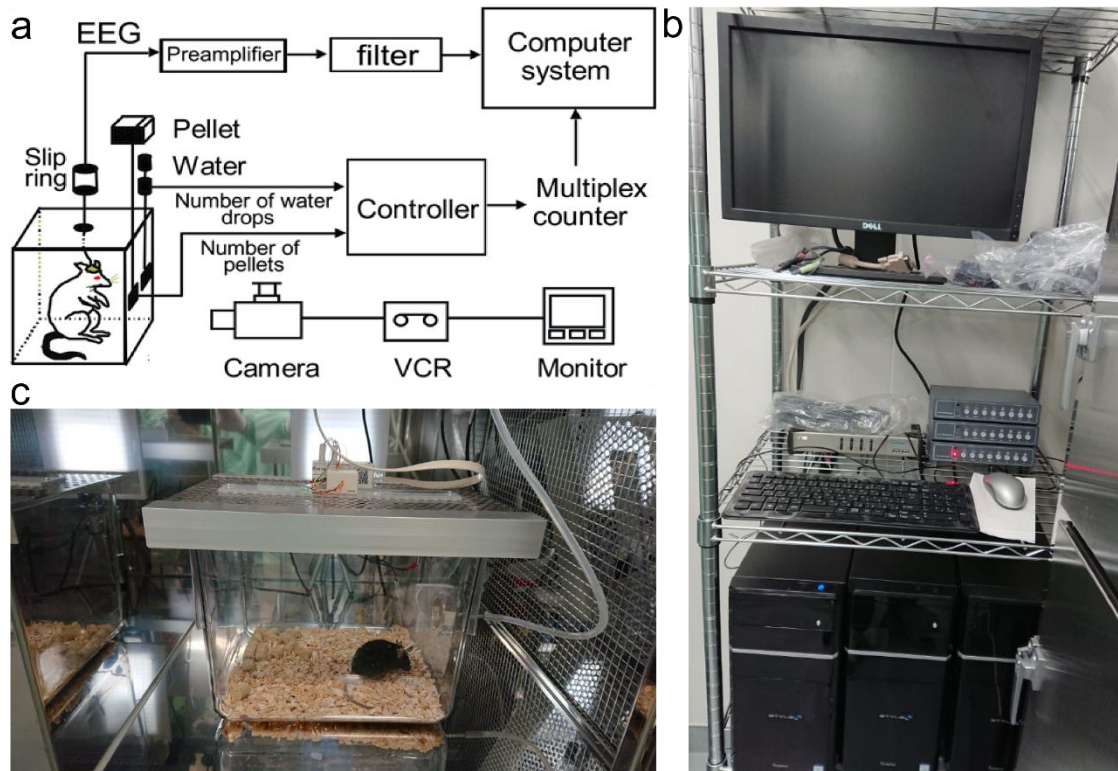 a
EEG
Preamplifier
filter
Computer
system
Pellet
Slip
ring
Water
Number of water
drops
Controller
Multiplex
counter
Number of
pellets
Camera
VCR
Monitor
b
DELL
STYLE
c